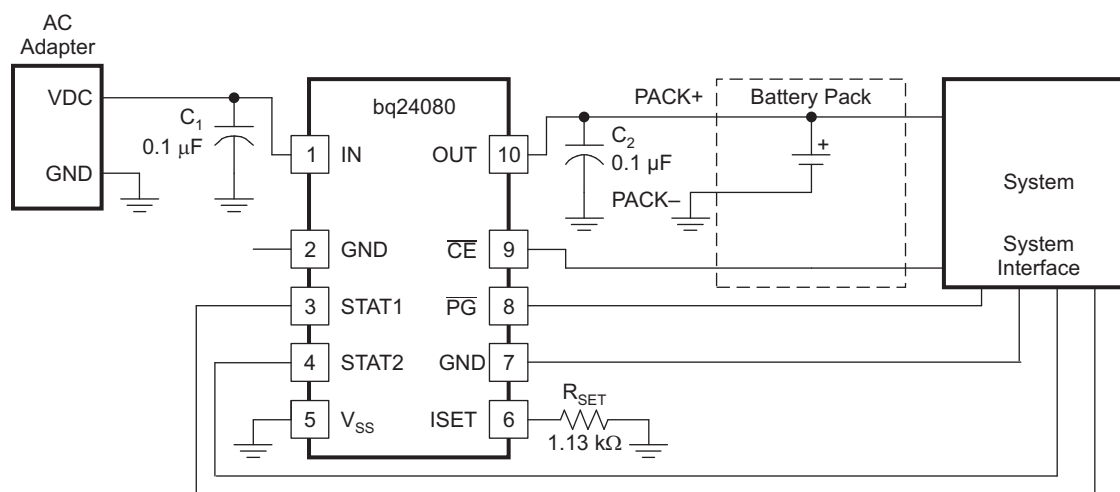 AC
Adapter
VDC
GND
C1
0.1 μF
bq24080
1
IN
2
GND
3
STAT1
4
STAT2
5
VSS
OUT
10
CE
9
PG
8
GND
7
ISET
6
PACK+
C2
0.1 μF
PACK–
Battery Pack
+
RSET
1.13 kΩ
System
System
Interface